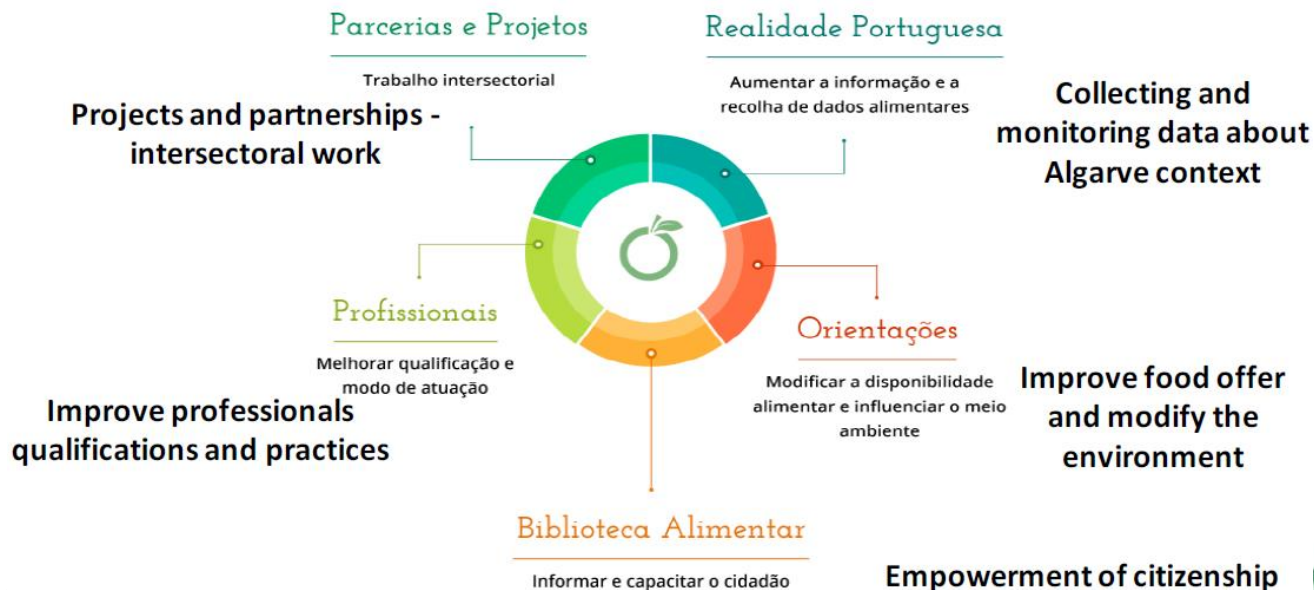 Parcerias e Projetos
Trabalho intersectorial
Projects and partnerships -
intersectoral work
Realidade Portuguesa
Aumentar a informação e a
recolha de dados alimentares
Collecting and
monitoring data about
Algarve context
Profissionais
Melhorar qualificação e
modo de atuação
Improve professionals
qualifications and practices
Orientações
Modificar a disponibilidade
alimentar e influenciar o meio
ambiente
Improve food offer
and modify the
environment
Biblioteca Alimentar
Informar e capacitar o cidadão
Empowerment of citizenship